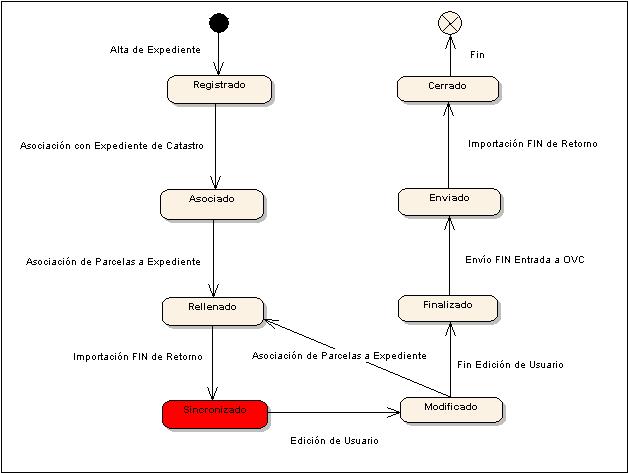 Alta de Expediente
Fin
Registrado
Cerrado
Asociación con Expediente de Catastro
Importación FIN de Retorno
Asociado
Enviado
Asociación de Parcelas a Expediente
Envío FIN Entrada a OVC
Rellenado
Finalizado
Importación FIN de Retorno
Asociación de Parcelas a Expediente
Fin Edición de Usuario
Sincronizado
Modificado
Edición de Usuario